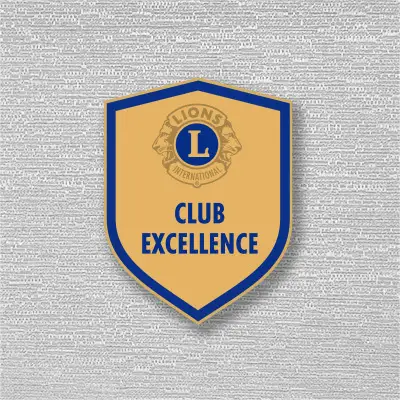 LIONS
L
INTERNATIONAL
CLUB
EXCELLENCE